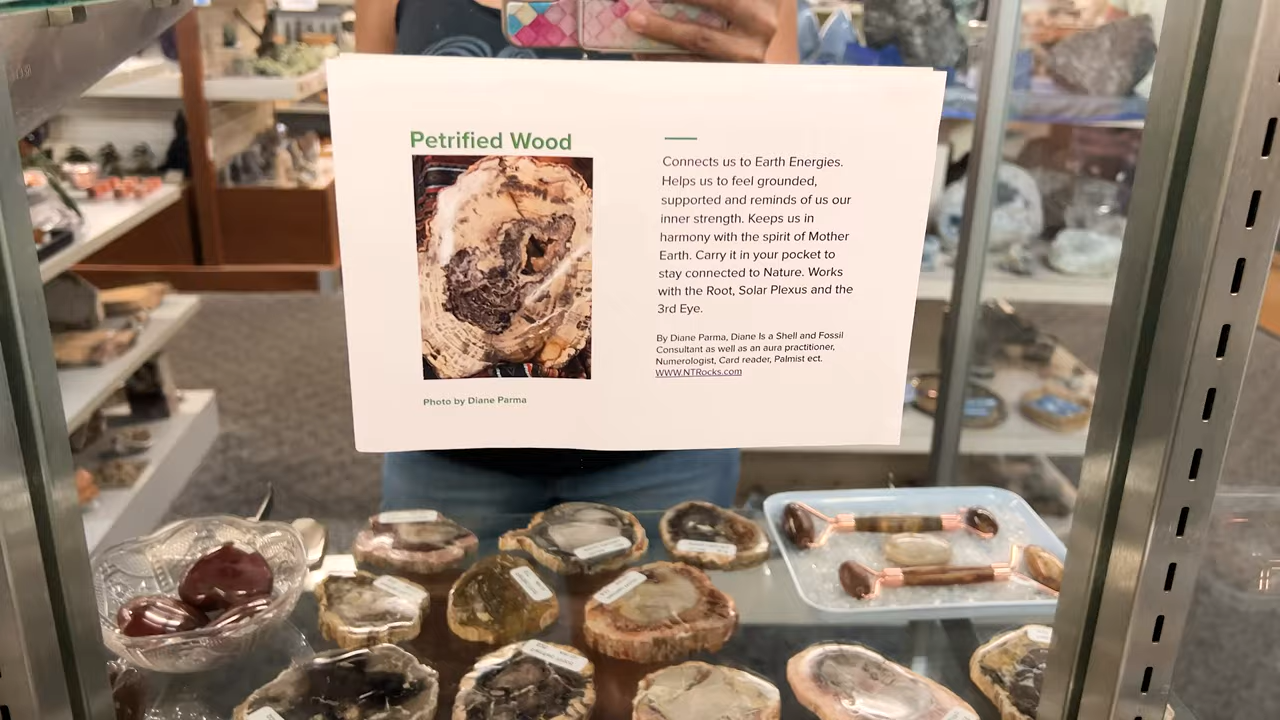 Petrified Wood
Connects us to Earth Energies.
Helps us to feel grounded,
supported and reminds of us our
inner strength. Keeps us in
harmony with the spirit of Mother
Earth. Carry it in your pocket to
stay connected to Nature. Works
with the Root, Solar Plexus and the
3rd Eye.
By Diane Parma, Diane Is a Shell and Fossil
Consultant as well as an aura practitioner,
Numerologist, Card reader, Palmist ect.
WWW.NTRocks.com
Photo by Diane Parma